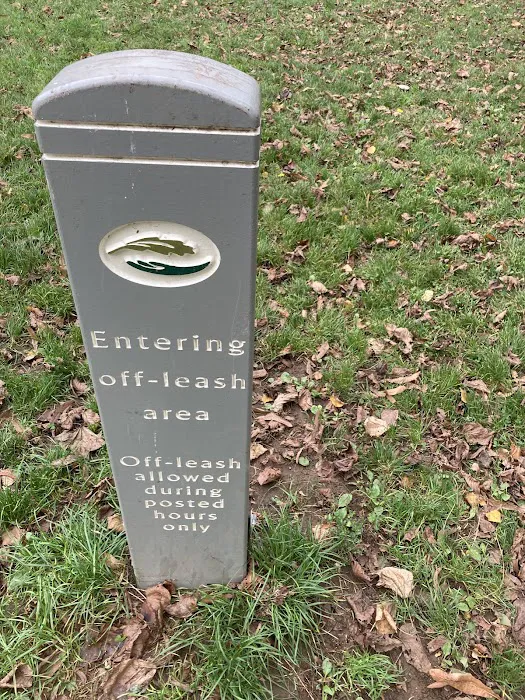 Entering
off-leash
area
Off-leash
allowed
during
posted
hours
only